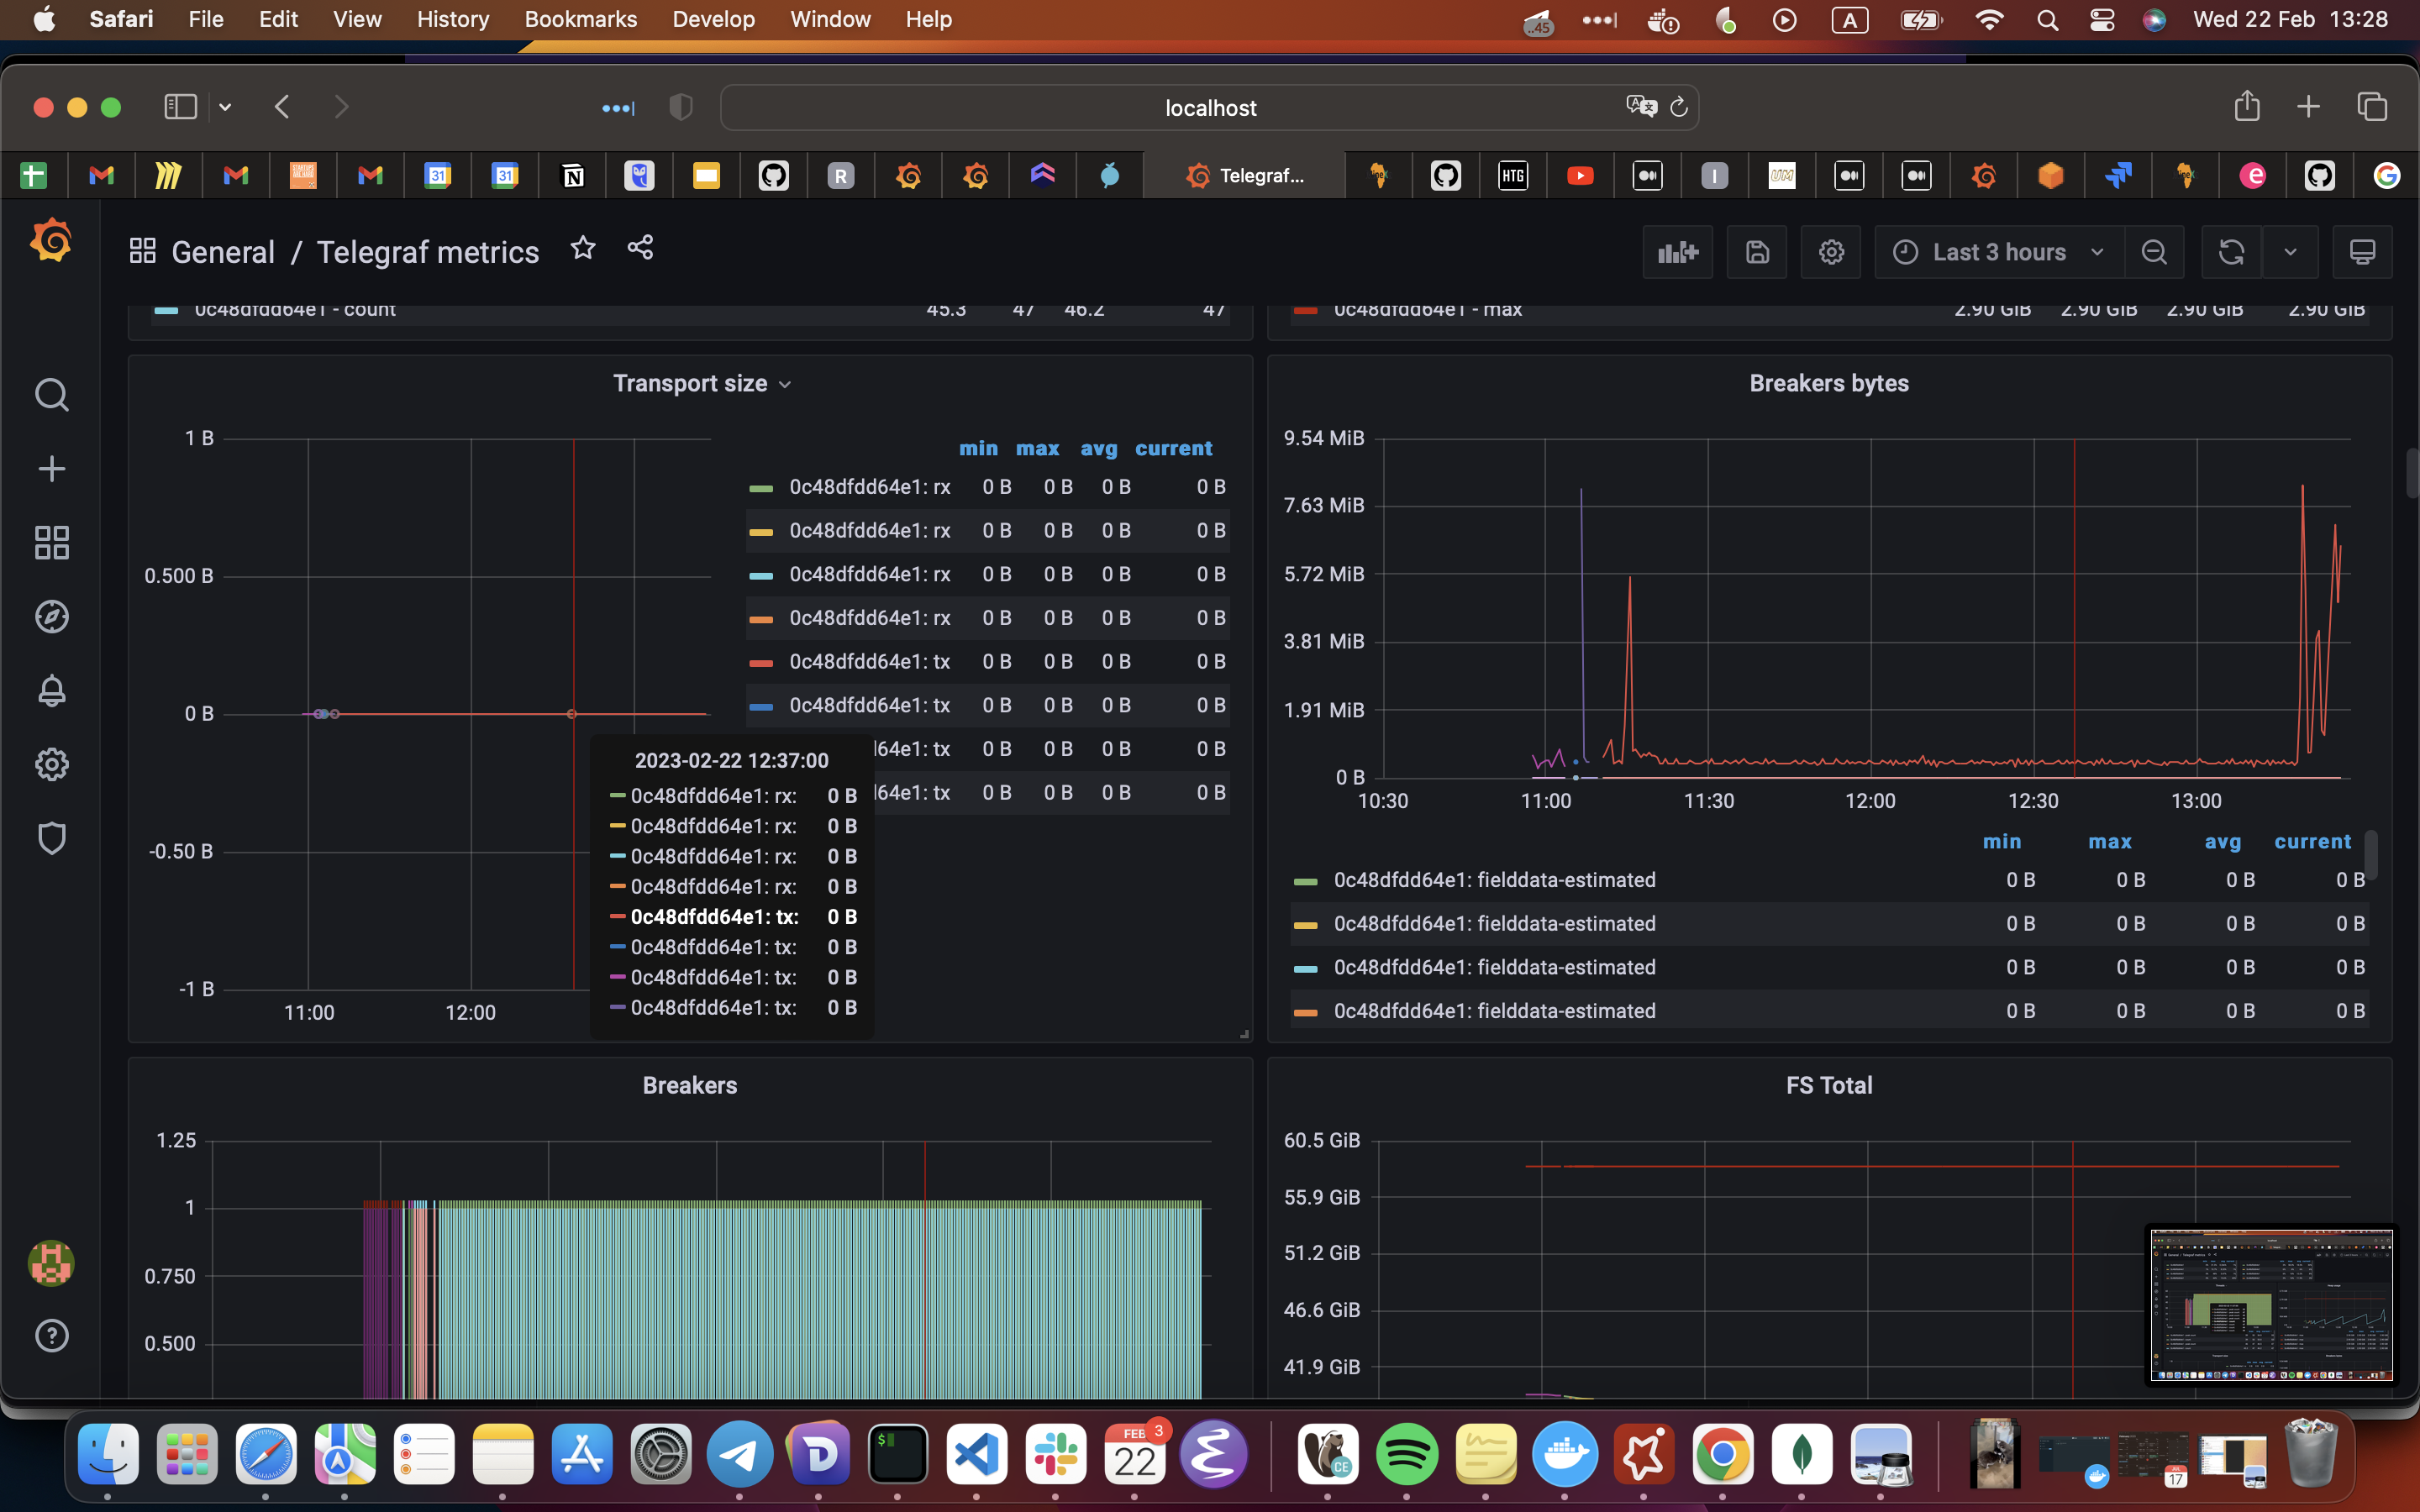 Safari File Edit View History Bookmarks Develop Window Help ..45 A Wed 22 Feb 13:28
localhost
31 31 R Telegraf... HTG I UM
General / Telegraf metrics Last 3 hours
0c48dfdd64e1 - count 45.3 47 46.2 47
0c48dfdd64e1 - max 2.90 GiB 2.90 GiB 2.90 GiB 2.90 GiB
Transport size
1 B
0.500 B
0 B
-0.50 B
-1 B
11:00 12:00
min max avg current
0c48dfdd64e1: rx 0 B 0 B 0 B 0 B
0c48dfdd64e1: rx 0 B 0 B 0 B 0 B
0c48dfdd64e1: rx 0 B 0 B 0 B 0 B
0c48dfdd64e1: rx 0 B 0 B 0 B 0 B
0c48dfdd64e1: tx 0 B 0 B 0 B 0 B
0c48dfdd64e1: tx 0 B 0 B 0 B 0 B
64e1: tx 0 B 0 B 0 B 0 B
64e1: tx 0 B 0 B 0 B 0 B
2023-02-22 12:37:00
0c48dfdd64e1: rx: 0 B
0c48dfdd64e1: rx: 0 B
0c48dfdd64e1: rx: 0 B
0c48dfdd64e1: rx: 0 B
0c48dfdd64e1: tx: 0 B
0c48dfdd64e1: tx: 0 B
0c48dfdd64e1: tx: 0 B
0c48dfdd64e1: tx: 0 B
Breakers bytes
9.54 MiB
7.63 MiB
5.72 MiB
3.81 MiB
1.91 MiB
0 B
10:30 11:00 11:30 12:00 12:30 13:00
min max avg current
0c48dfdd64e1: fielddata-estimated 0 B 0 B 0 B 0 B
0c48dfdd64e1: fielddata-estimated 0 B 0 B 0 B 0 B
0c48dfdd64e1: fielddata-estimated 0 B 0 B 0 B 0 B
0c48dfdd64e1: fielddata-estimated 0 B 0 B 0 B 0 B
Breakers
1.25
1
0.750
0.500
FS Total
60.5 GiB
55.9 GiB
51.2 GiB
46.6 GiB
41.9 GiB
FEB 3
22
CE
17